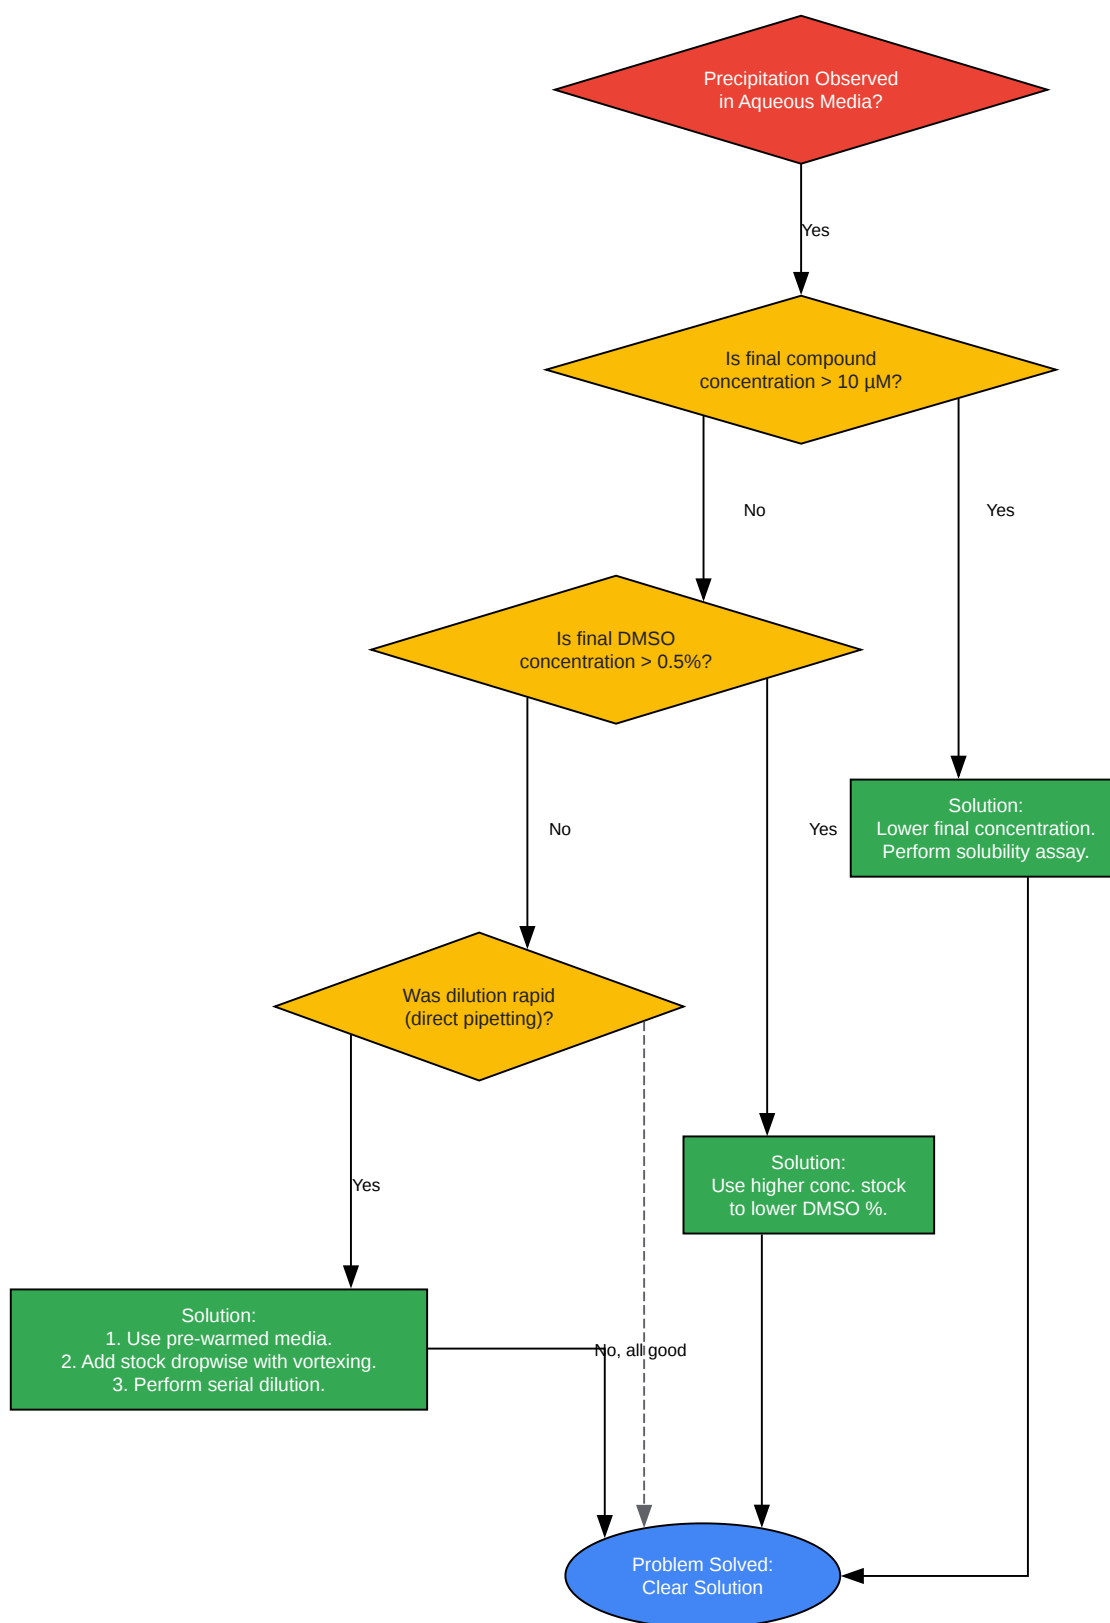 Precipitation Observed
in Aqueous Media?
Yes
Is final compound
concentration > 10 µM?
No
Yes
Is final DMSO
concentration > 0.5%?
Solution:
Lower final concentration.
Perform solubility assay.
No
Yes
Was dilution rapid
(direct pipetting)?
Solution:
Use higher conc. stock
to lower DMSO %.
Yes
Solution:
1. Use pre-warmed media.
2. Add stock dropwise with vortexing.
3. Perform serial dilution.
No, all good
Problem Solved:
Clear Solution